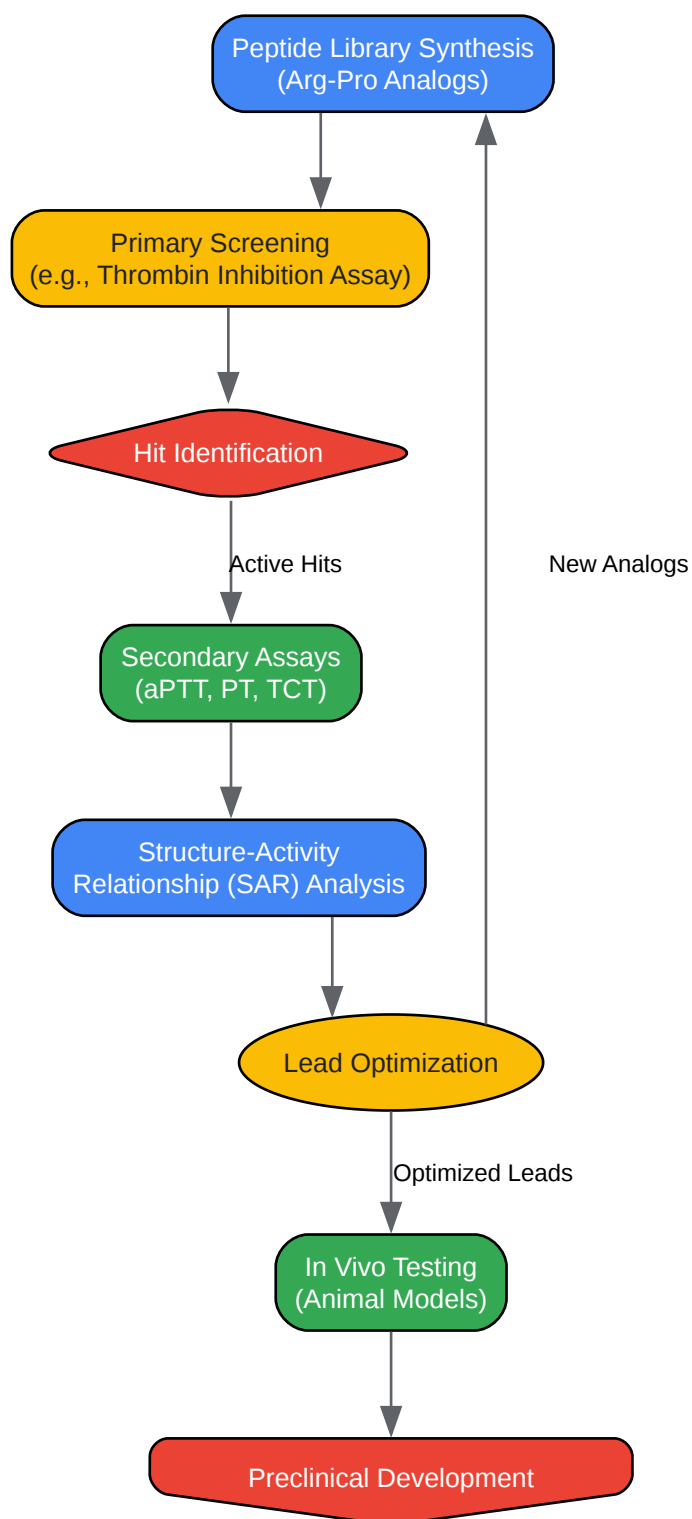 Peptide Library Synthesis
(Arg-Pro Analogs)
Primary Screening
(e.g., Thrombin Inhibition Assay)
Hit Identification
Active Hits
New Analogs
Secondary Assays
(aPTT, PT, TCT)
Structure-Activity
Relationship (SAR) Analysis
Lead Optimization
Optimized Leads
In Vivo Testing
(Animal Models)
Preclinical Development